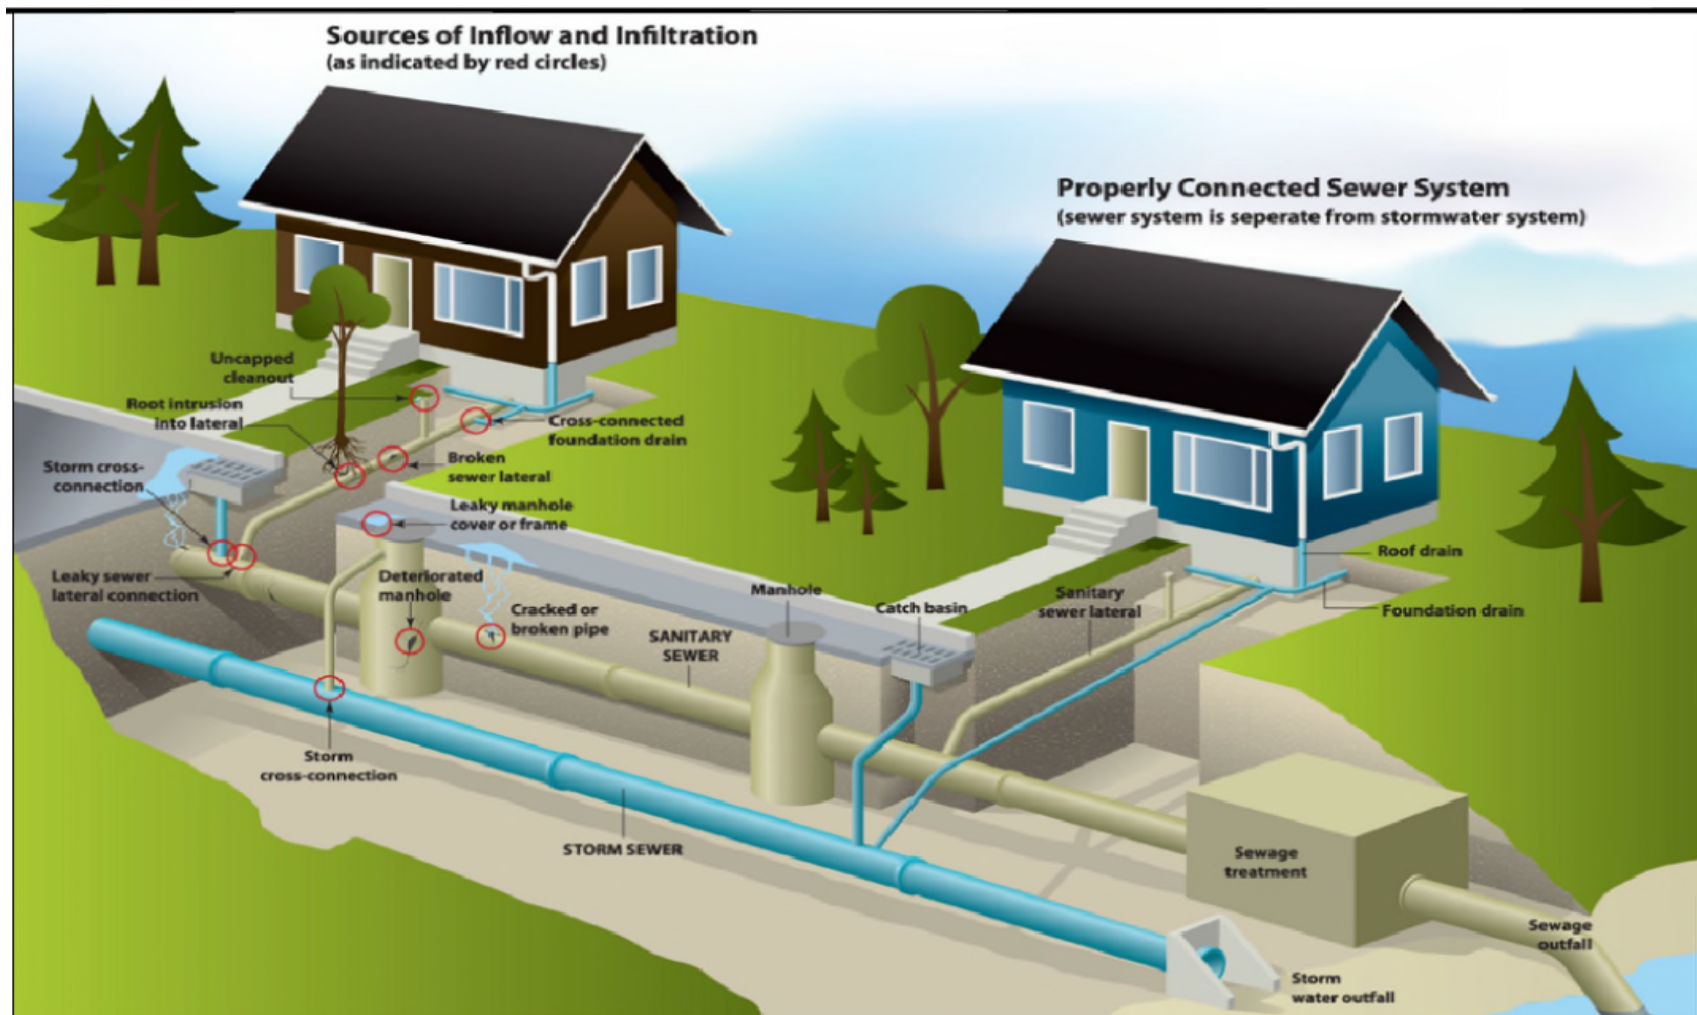 Sources of Inflow and Infiltration
(as indicated by red circles)
Properly Connected Sewer System
(sewer system is seperate from stormwater system)
Uncapped
cleanout
Root intrusion
into lateral
Storm cross-
connection
Cross-connected
foundation drain
Broken
sewer lateral
Leaky manhole
cover or frame
Leaky sewer
lateral connection
Deteriorated
manhole
Cracked or
broken pipe
SANITARY
SEWER
Manhole
Catch basin
Sanitary
sewer lateral
Roof drain
Foundation drain
Storm
cross-connection
STORM SEWER
Sewage
treatment
Sewage
outfall
Storm
water outfall